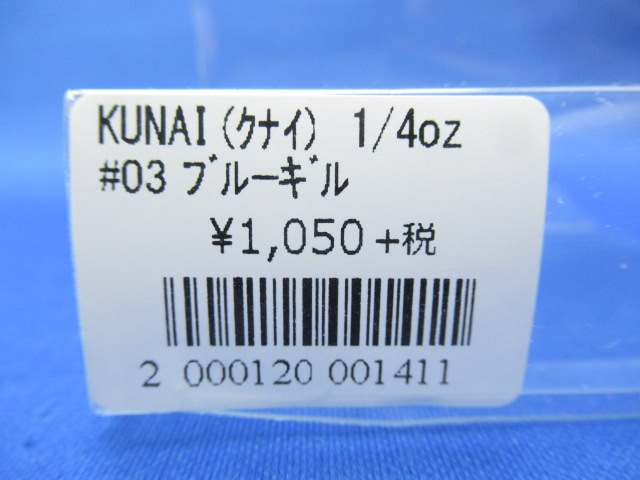 KUNAI (ｸﾅｲ) 1/4oz
#03 ﾌﾞﾙｰｷﾞﾙ
¥1,050 +税
2 000120 001411